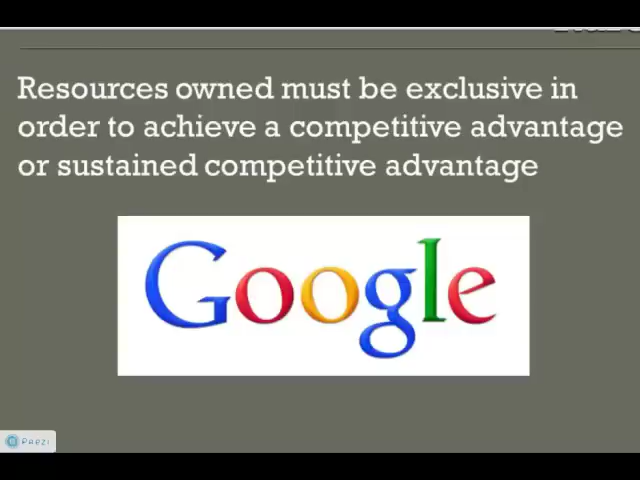 Resources owned must be exclusive in
order to achieve a competitive advantage
or sustained competitive advantage
Google
Prezi